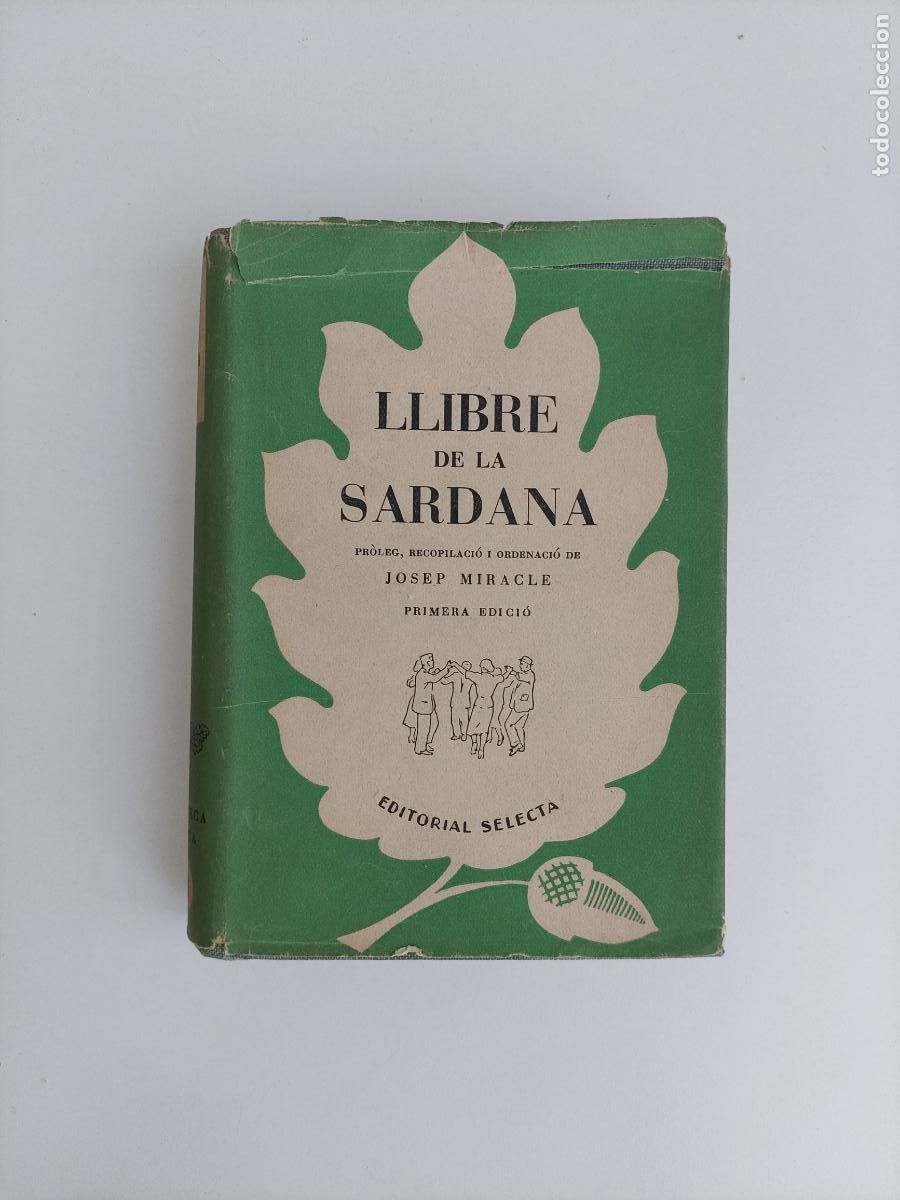 LLIBRE
DE LA
SARDANA
PRÒLEG, RECOPILACIÓ I ORDENACIÓ DE
JOSEP MIRACLE
PRIMERA EDICIÓ
EDITORIAL SELECTA
todocoleccion